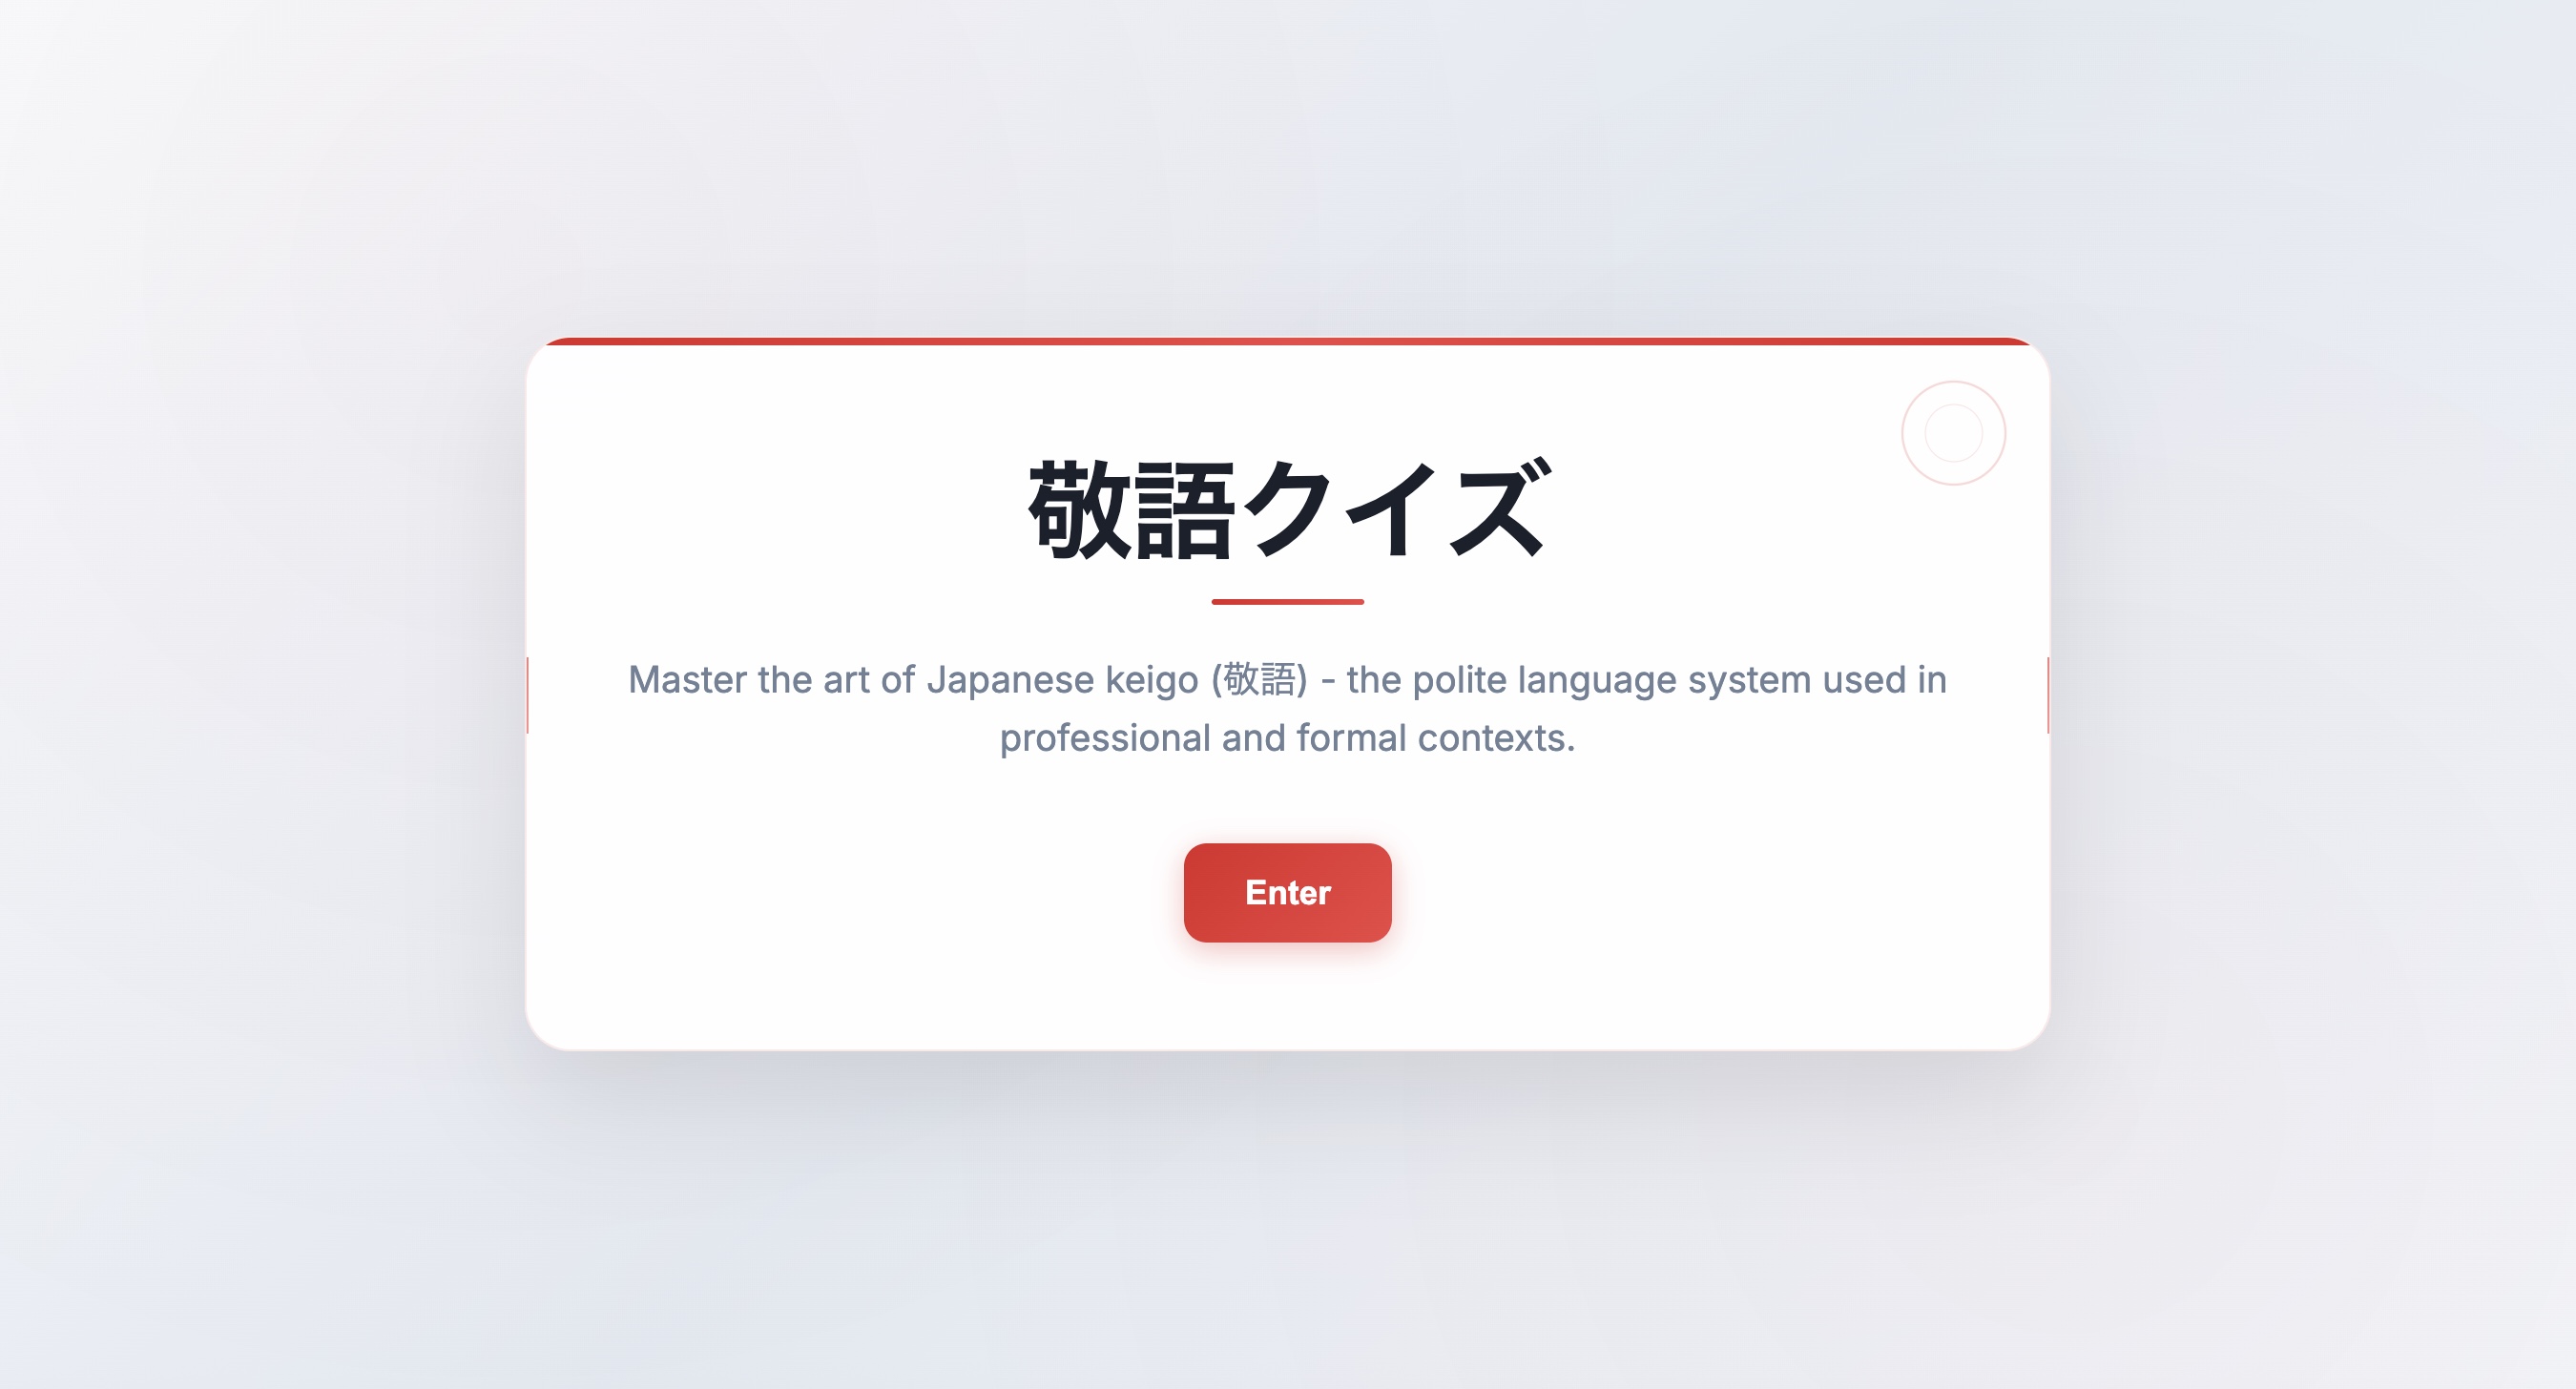 敬語クイズ
Master the art of Japanese keigo (敬語) - the polite language system used in
professional and formal contexts.
Enter